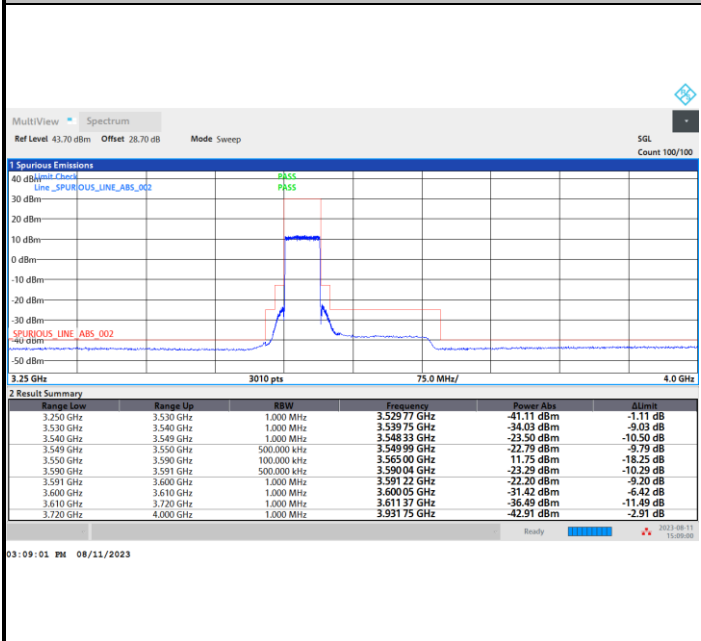 MultiView Spectrum
Ref Level 43.70 dBm Offset 28.70 dB Mode Sweep SGL
Count 100/100
1 Spurious Emissions
40 dBm Limit Check PASS
Line _SPURIOUS_LINE_ABS_002 PASS
30 dBm
20 dBm
10 dBm
0 dBm
-10 dBm
-20 dBm
-30 dBm
SPURIOUS_LINE_ABS_002
-40 dBm
-50 dBm
3.25 GHz 3010 pts 75.0 MHz/ 4.0 GHz
2 Result Summary
Range Low Range Up RBW Frequency Power Abs ΔLimit
3.250 GHz 3.530 GHz 1.000 MHz 3.529 77 GHz -41.11 dBm -1.11 dB
3.530 GHz 3.540 GHz 1.000 MHz 3.539 75 GHz -34.03 dBm -9.03 dB
3.540 GHz 3.549 GHz 1.000 MHz 3.548 33 GHz -23.50 dBm -10.50 dB
3.549 GHz 3.550 GHz 500.000 kHz 3.549 99 GHz -22.79 dBm -9.79 dB
3.550 GHz 3.590 GHz 100.000 kHz 3.565 00 GHz 11.75 dBm -18.25 dB
3.590 GHz 3.591 GHz 500.000 kHz 3.590 04 GHz -23.29 dBm -10.29 dB
3.591 GHz 3.600 GHz 1.000 MHz 3.591 22 GHz -22.20 dBm -9.20 dB
3.600 GHz 3.610 GHz 1.000 MHz 3.600 05 GHz -31.42 dBm -6.42 dB
3.610 GHz 3.720 GHz 1.000 MHz 3.611 37 GHz -36.49 dBm -11.49 dB
3.720 GHz 4.000 GHz 1.000 MHz 3.931 75 GHz -42.91 dBm -2.91 dB
Ready 2023-08-11
15:09:00
03:09:01 PM 08/11/2023